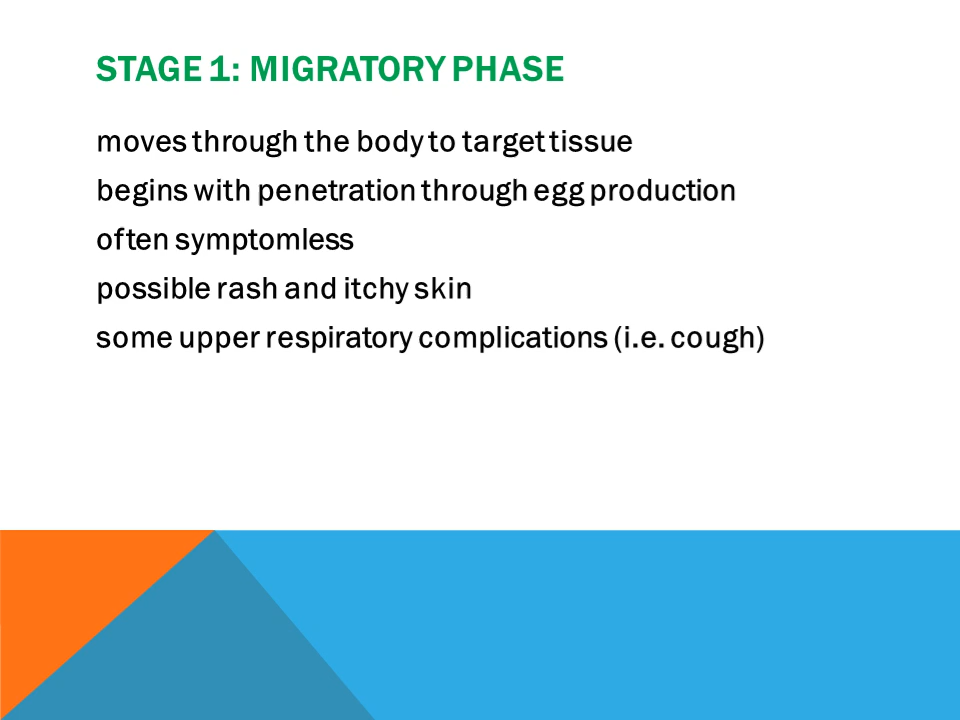 STAGE 1: MIGRATORY PHASE
moves through the body to target tissue
begins with penetration through egg production
often symptomless
possible rash and itchy skin
some upper respiratory complications (i.e. cough)